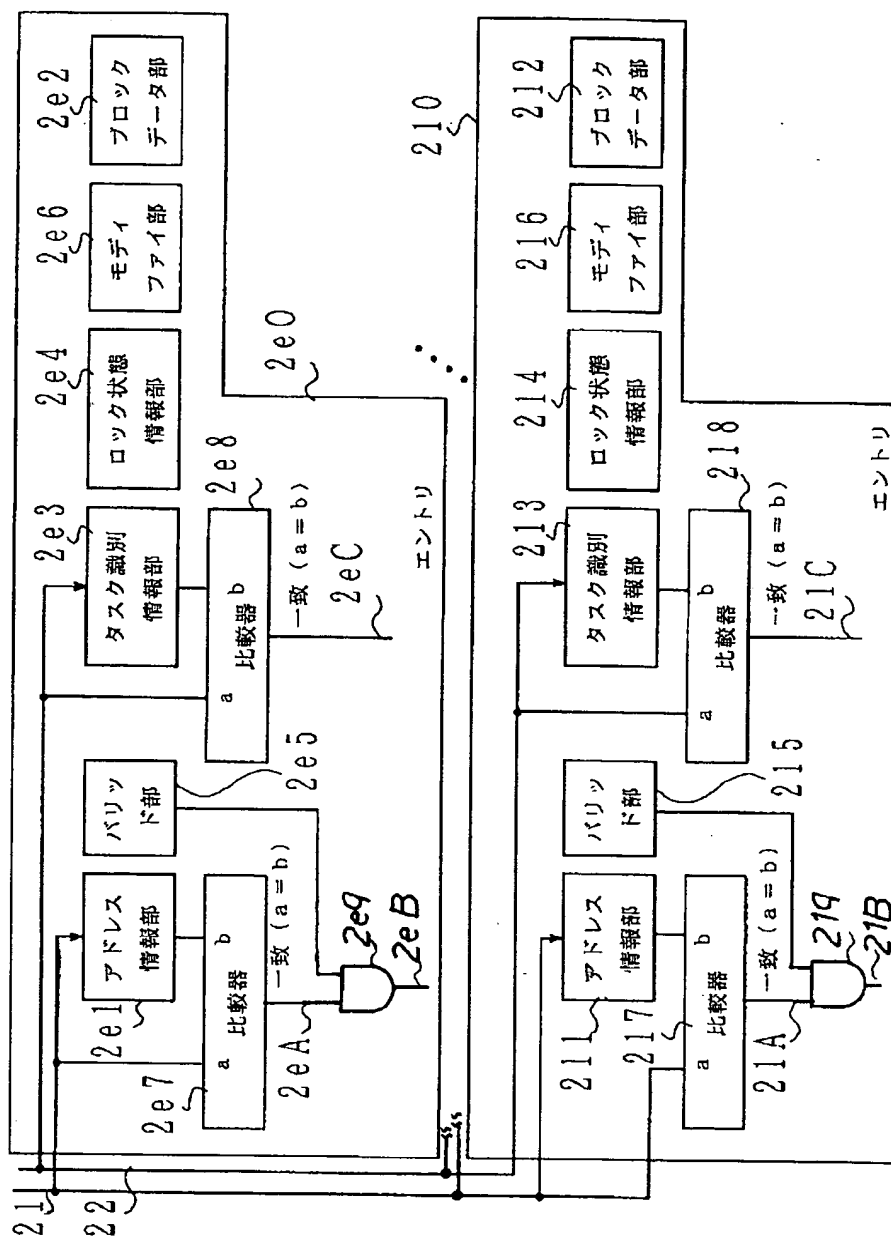 21
22
2e1
アドレス
情報部
バリッ
ド部
2e5
2e3
タスク識別
情報部
2e4
ロック状態
情報部
2e6
モディ
ファイ部
2e2
ブロック
データ部
2e7
a
比較器
b
一致(a=b)
2eA
2e9
2eB
a
比較器
b
2e8
一致(a=b)
2eC
エントリ
2e0
210
211
アドレス
情報部
バリッ
ド部
215
213
タスク識別
情報部
214
ロック状態
情報部
216
モディ
ファイ部
212
ブロック
データ部
217
a
比較器
b
一致(a=b)
21A
219
21B
a
比較器
b
218
一致(a=b)
21C
エントリ